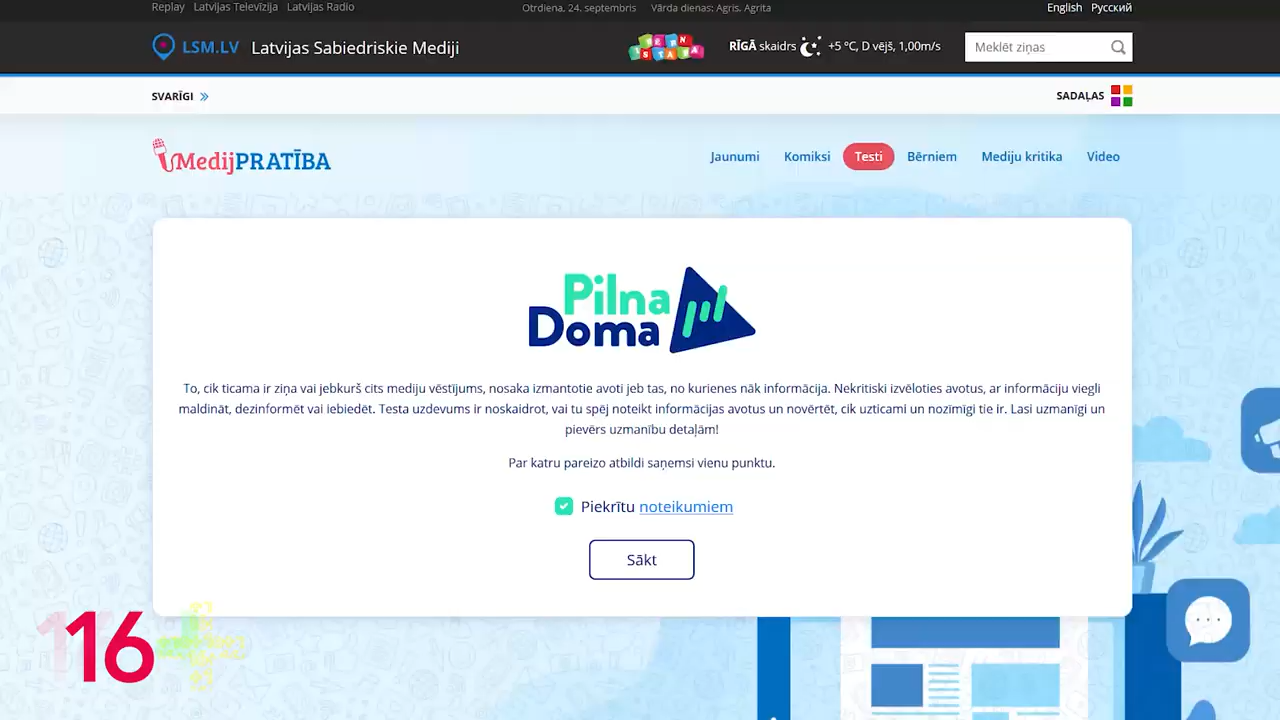 Replay Latvijas Televīzija Latvijas Radio Otrdiena, 24. septembris Vārda dienas: Agris, Agrita English Русский
LSM.LV Latvijas Sabiedriskie Mediji RĪGĀ skaidrs +5 °C, D vējš, 1,00m/s Meklēt ziņas
SVARĪGI SADAĻAS
MedijPRATĪBA Jaunumi Komiksi Testi Bērniem Mediju kritika Video
Pilna
Doma
To, cik ticama ir ziņa vai jebkurš cits mediju vēstījums, nosaka izmantotie avoti jeb tas, no kurienes nāk informācija. Nekritiski izvēloties avotus, ar informāciju viegli
maldināt, dezinformēt vai iebiedēt. Testa uzdevums ir noskaidrot, vai tu spēj noteikt informācijas avotus un novērtēt, cik uzticami un nozīmīgi tie ir. Lasi uzmanīgi un
pievērs uzmanību detaļām!
Par katru pareizo atbildi saņemsi vienu punktu.
Piekrītu noteikumiem
Sākt
16